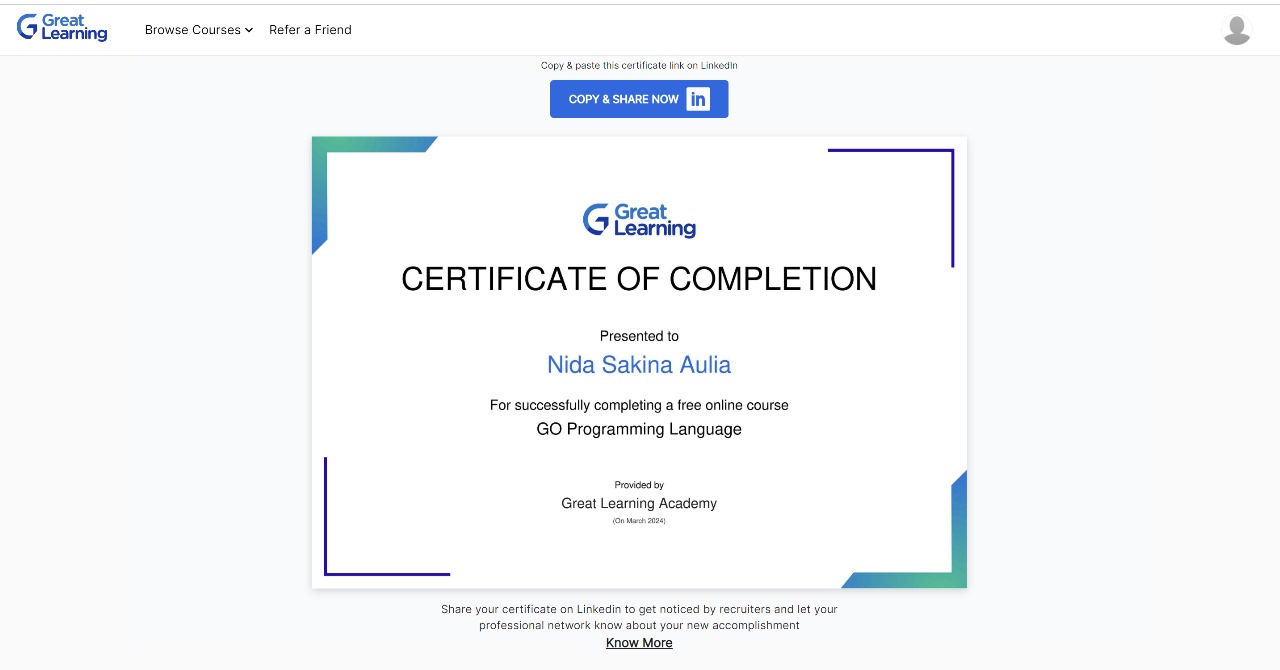 Great
Learning
Browse Courses Refer a Friend
Copy & paste this certificate link on LinkedIn
COPY & SHARE NOW in
Great
Learning
CERTIFICATE OF COMPLETION
Presented to
Nida Sakina Aulia
For successfully completing a free online course
GO Programming Language
Provided by
Great Learning Academy
(On March 2024)
Share your certificate on Linkedin to get noticed by recruiters and let your
professional network know about your new accomplishment
Know More